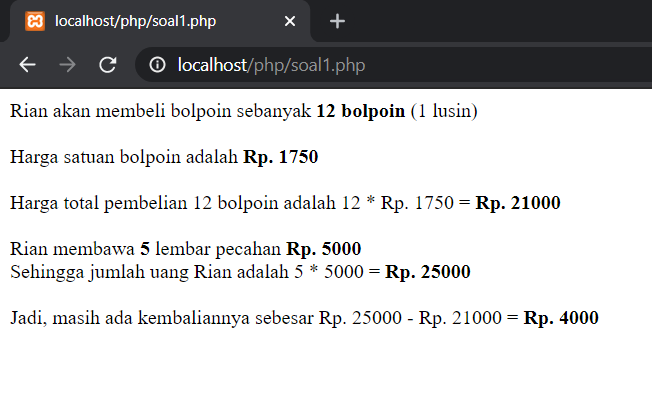 localhost/php/soal1.php
localhost/php/soal1.php
Rian akan membeli bolpoin sebanyak 12 bolpoin (1 lusin)
Harga satuan bolpoin adalah Rp. 1750
Harga total pembelian 12 bolpoin adalah 12 * Rp. 1750 = Rp. 21000
Rian membawa 5 lembar pecahan Rp. 5000
Sehingga jumlah uang Rian adalah 5 * 5000 = Rp. 25000
Jadi, masih ada kembaliannya sebesar Rp. 25000 - Rp. 21000 = Rp. 4000